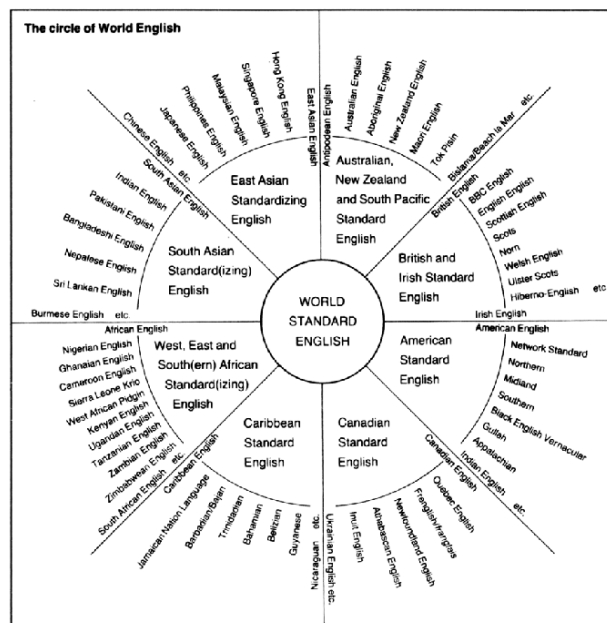 The circle of World English
WORLD
STANDARD
ENGLISH
Antipodean English
Australian,
New Zealand
and South Pacific
Standard
English
Australian English
Aboriginal English
New Zealand English
Maori English
Tok Pisin
Bislama/Beach la Mar etc.
British English
British and
Irish Standard
English
BBC English
English English
Scottish English
Scots
Norn
Welsh English
Ulster Scots
Hiberno-English etc
Irish English
American English
American
Standard
English
Network Standard
Northern
Midland
Southern
Black English Vernacular
Gullah
Appalachian
Indian English etc.
Canadian English
Canadian
Standard
English
Quebec English
Frenglish/franglais
Newfoundland English
Athabascan English
Inuit English
Ukrainian English etc.
Caribbean English
Caribbean
Standard
English
Nicaraguan etc.
Guyanese
Belizian
Bahamian
Trinidadian
Barbadian/Bajan
Jamaican Nation Language
African English
West, East and
South(ern) African
Standard(izing)
English
Nigerian English
Ghanaian English
Cameroon English
Sierra Leone Krio
West African Pidgin
Kenyan English
Ugandan English
Tanzanian English
Zambian English
Zimbabwean English
South African English etc
South Asian English
South Asian
Standard(izing)
English
Indian English
Pakistani English
Bangladeshi English
Nepalese English
Sri Lankan English
Burmese English etc
East Asian English
East Asian
Standardizing
English
Hong Kong English
Singapore English
Malaysian English
Philippines English
Japanese English
Chinese English etc